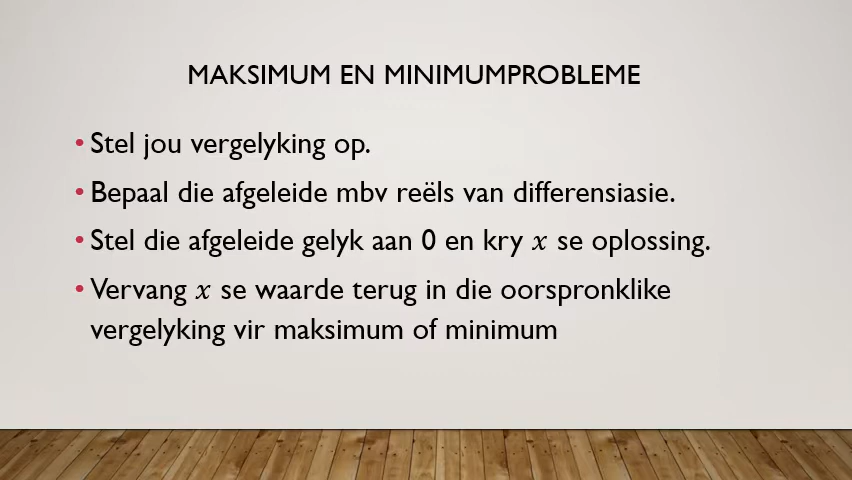 MAKSIMUM EN MINIMUMPROBLEME
• Stel jou vergelyking op.
• Bepaal die afgeleide mbv reëls van differensiasie.
• Stel die afgeleide gelyk aan 0 en kry x se oplossing.
• Vervang x se waarde terug in die oorspronklike
vergelyking vir maksimum of minimum